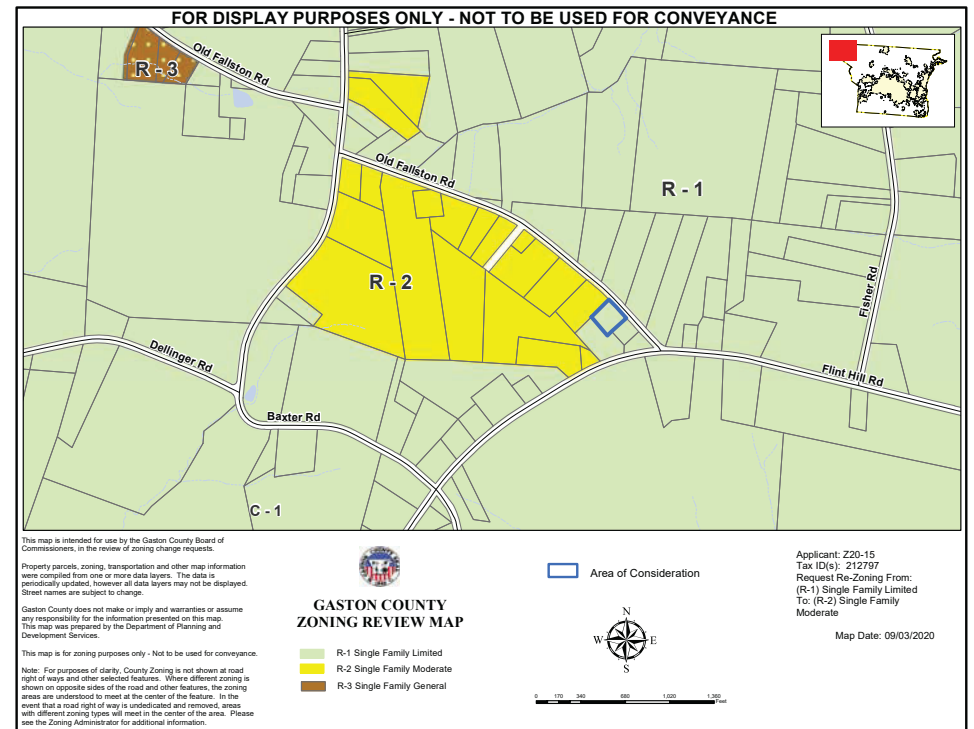 FOR DISPLAY PURPOSES ONLY - NOT TO BE USED FOR CONVEYANCE
R - 3
Old Fallston Rd
Old Fallston Rd
R - 1
R - 2
Fisher Rd
Dellinger Rd
Flint Hill Rd
Baxter Rd
C - 1
This map is intended for use by the Gaston County Board of
Commissioners, in the review of zoning change requests.
Property parcels, zoning, transportation and other map information
were compiled from one or more data layers. The data is
periodically updated, however all data layers may not be displayed.
Street names are subject to change.
Gaston County does not make or imply and warranties or assume
any responsibility for the information presented on this map.
This map was prepared by the Department of Planning and
Development Services.
This map is for zoning purposes only - Not to be used for conveyance.
Note: For purposes of clarity, County Zoning is not shown at road
right of ways and other selected features. Where different zoning is
shown on opposite sides of the road and other features, the zoning
areas are understood to meet at the center of the feature. In the
event that a road right of way is undedicated and removed, areas
with different zoning types will meet in the center of the area. Please
see the Zoning Administrator for additional information.
GASTON COUNTY
ZONING REVIEW MAP
R-1 Single Family Limited
R-2 Single Family Moderate
R-3 Single Family General
Area of Consideration
N
W E
S
0 170 340 680 1,020 1,360
Feet
Applicant: Z20-15
Tax ID(s): 212797
Request Re-Zoning From:
(R-1) Single Family Limited
To: (R-2) Single Family
Moderate
Map Date: 09/03/2020